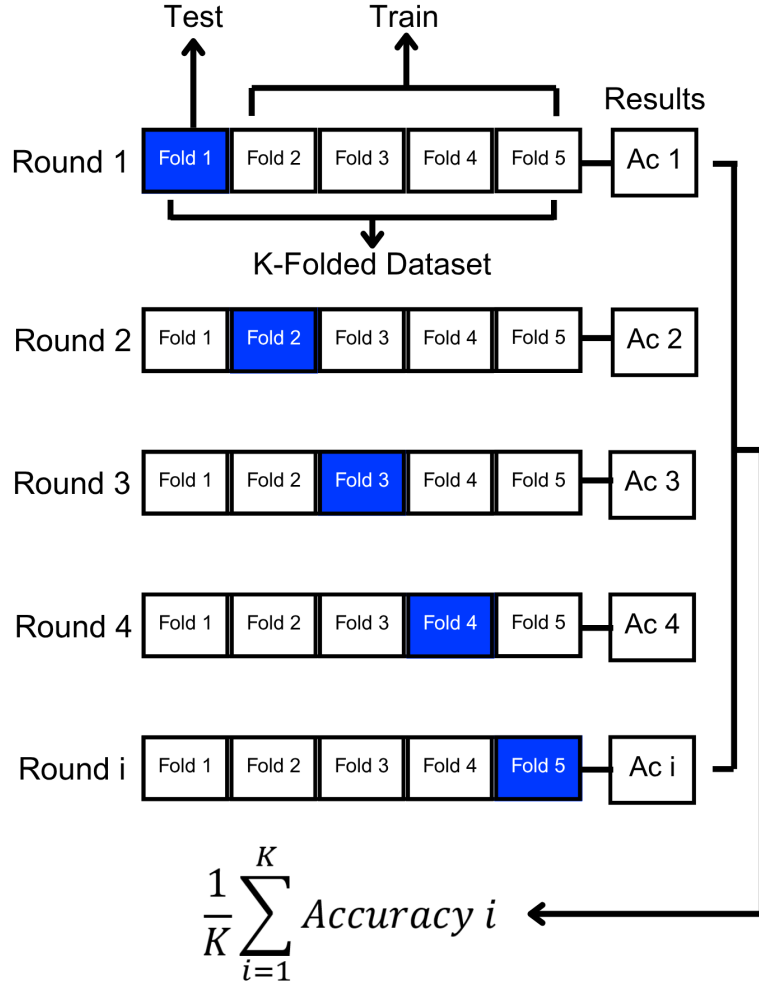 Test Train
Results
Round 1 Fold 1 Fold 2 Fold 3 Fold 4 Fold 5 Ac 1
K-Folded Dataset
Round 2 Fold 1 Fold 2 Fold 3 Fold 4 Fold 5 Ac 2
Round 3 Fold 1 Fold 2 Fold 3 Fold 4 Fold 5 Ac 3
Round 4 Fold 1 Fold 2 Fold 3 Fold 4 Fold 5 Ac 4
Round i Fold 1 Fold 2 Fold 3 Fold 4 Fold 5 Ac i
K
1/K ∑ Accuracy i
i=1